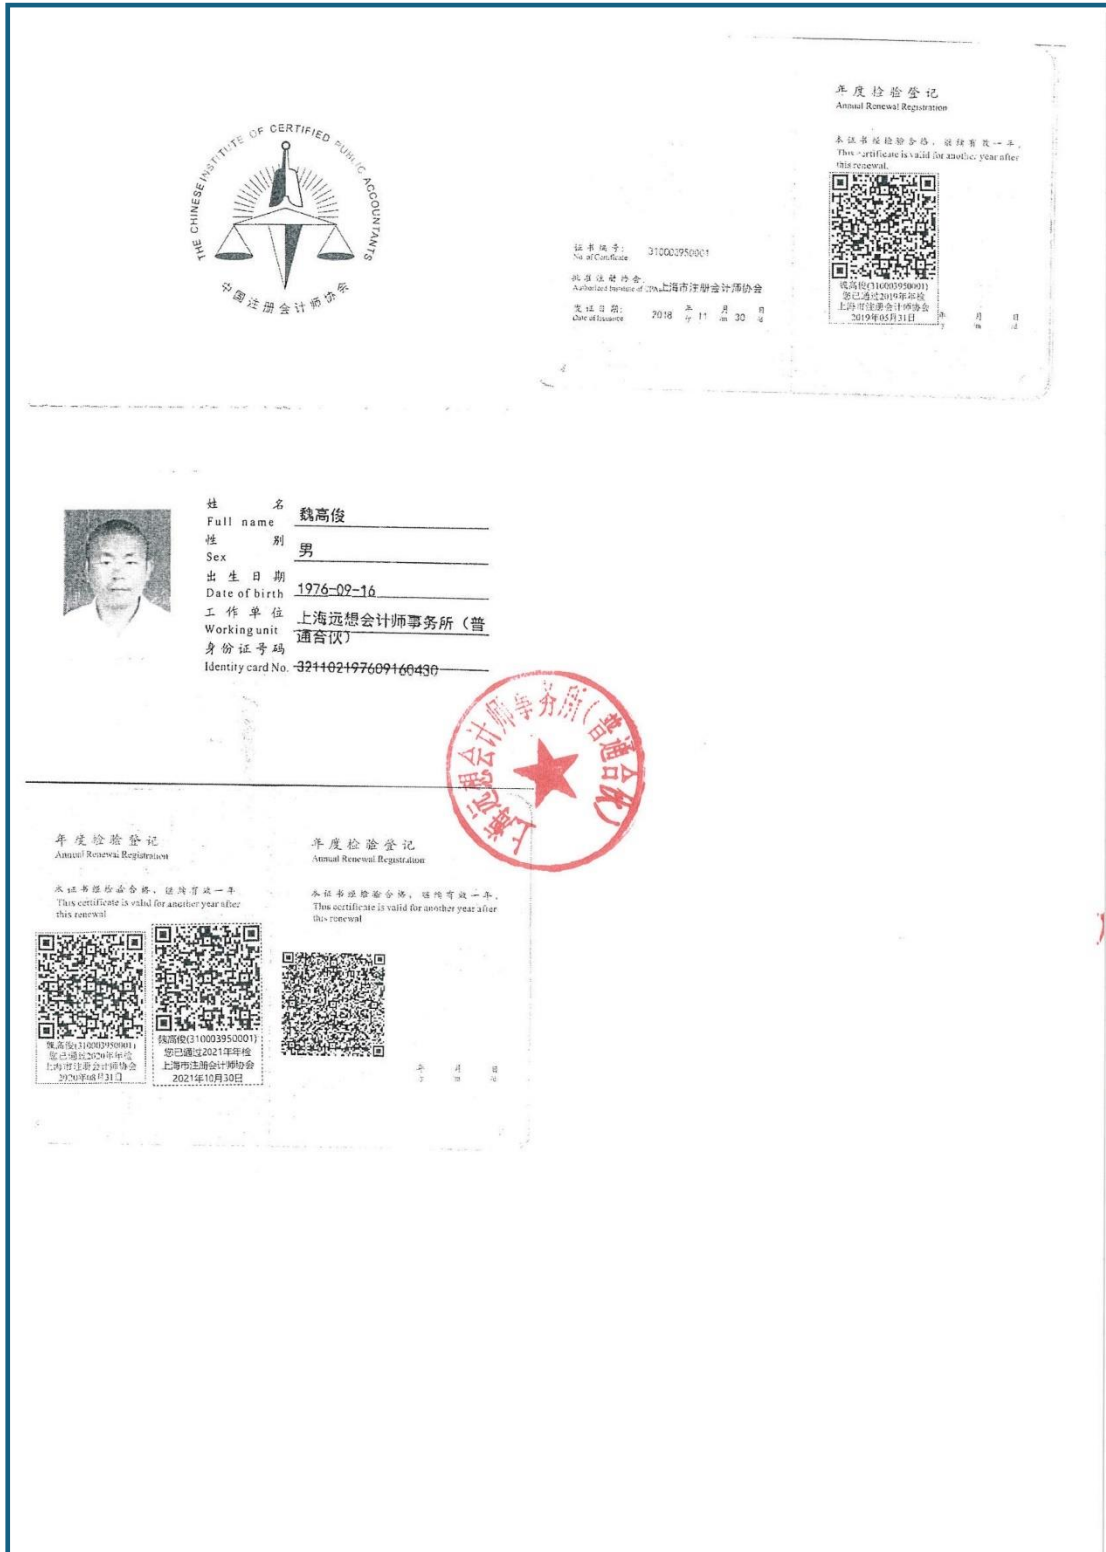 THE CHINESE INSTITUTE OF CERTIFIED PUBLIC ACCOUNTANTS
中国注册会计师协会
证书编号: 310003950001
No. of Certificate
批准注册协会: 上海市注册会计师协会
Authorized Institute of CPAs
发证日期: 2018 年 11 月 30 日
Date of Issuance /y /m /d
年度检验登记
Annual Renewal Registration
本证书经检验合格，继续有效一年。
This certificate is valid for another year after
this renewal.
魏高俊(310003950001)
您已通过2019年年检
上海市注册会计师协会
2019年05月31日
年 月 日
/y /m /d
姓 名 魏高俊
Full name
性 别 男
Sex
出生日期 1976-09-16
Date of birth
工作单位 上海远想会计师事务所（普
Working unit 通合伙）
身份证号码
Identity card No. 321102197609160430
上海远想会计师事务所(普通合伙)
年度检验登记
Annual Renewal Registration
本证书经检验合格，继续有效一年
This certificate is valid for another year after
this renewal
魏高俊(310003950001)
您已通过2020年年检
上海市注册会计师协会
2020年08月31日
魏高俊(310003950001)
您已通过2021年年检
上海市注册会计师协会
2021年10月30日
年度检验登记
Annual Renewal Registration
本证书经检验合格，继续有效一年。
This certificate is valid for another year after
this renewal
年 月 日
/y /m /d